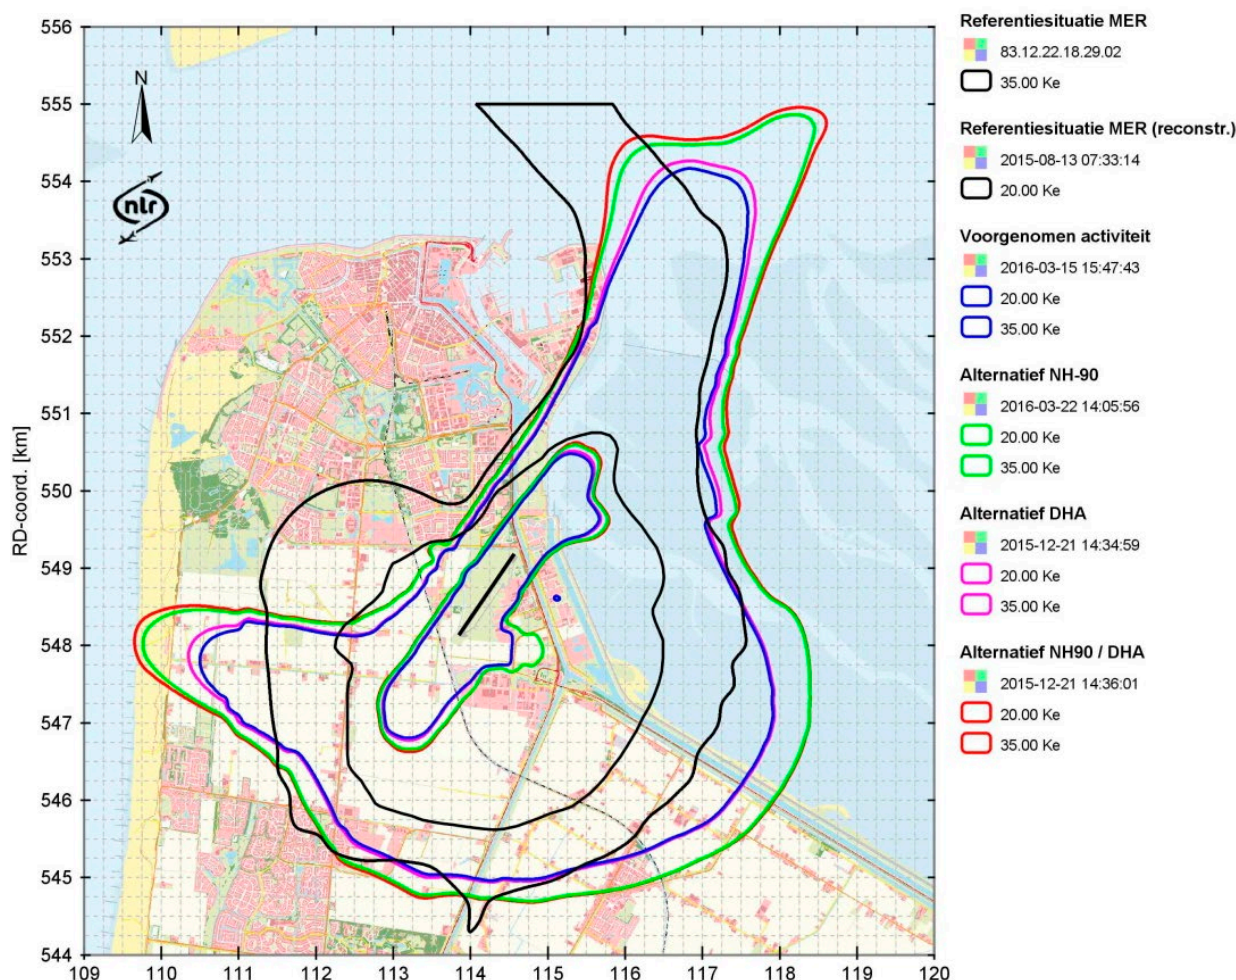 556
555
554
553
552
551
550
549
548
547
546
545
544
RD-coord. [km]
109 110 111 112 113 114 115 116 117 118 119 120
N
nlr
Referentiesituatie MER
83.12.22.18.29.02
35.00 Ke
Referentiesituatie MER (reconstr.)
2015-08-13 07:33:14
20.00 Ke
Voorgenomen activiteit
2016-03-15 15:47:43
20.00 Ke
35.00 Ke
Alternatief NH-90
2016-03-22 14:05:56
20.00 Ke
35.00 Ke
Alternatief DHA
2015-12-21 14:34:59
20.00 Ke
35.00 Ke
Alternatief NH90 / DHA
2015-12-21 14:36:01
20.00 Ke
35.00 Ke